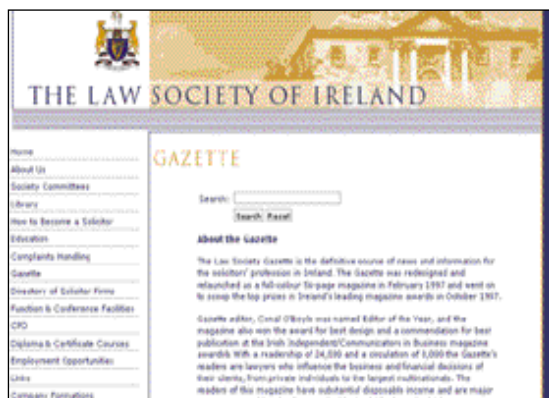 THE LAW SOCIETY OF IRELAND
Home
About Us
Society Committees
Library
How to Become a Solicitor
Education
Complaints Handling
Gazette
Directory of Solicitor Firms
Function & Conference Facilities
CPD
Diploma & Certificate Courses
Employment Opportunities
Links
Company Formations
GAZETTE
Search:
Search Reset
About the Gazette
The Law Society Gazette is the definitive source of news and information for
the solicitors' profession in Ireland. The Gazette was redesigned and
relaunched as a full-colour page magazine in February 1997 and went on
to scoop the top prices in Ireland's leading magazine awards in October 1997.
Gazette editor, Conal O'Boyle was named Editor of the Year, and the
magazine also won the award for best design and a commendation for best
publication at the Irish Independent/Communicators in Business magazine
awards. With a readership of and a circulation of the Gazette's
readers are lawyers who influence the business and financial decisions of
their clients, from private individuals to the largest multinationals. The
readers of this magazine have substantial disposable income and are major